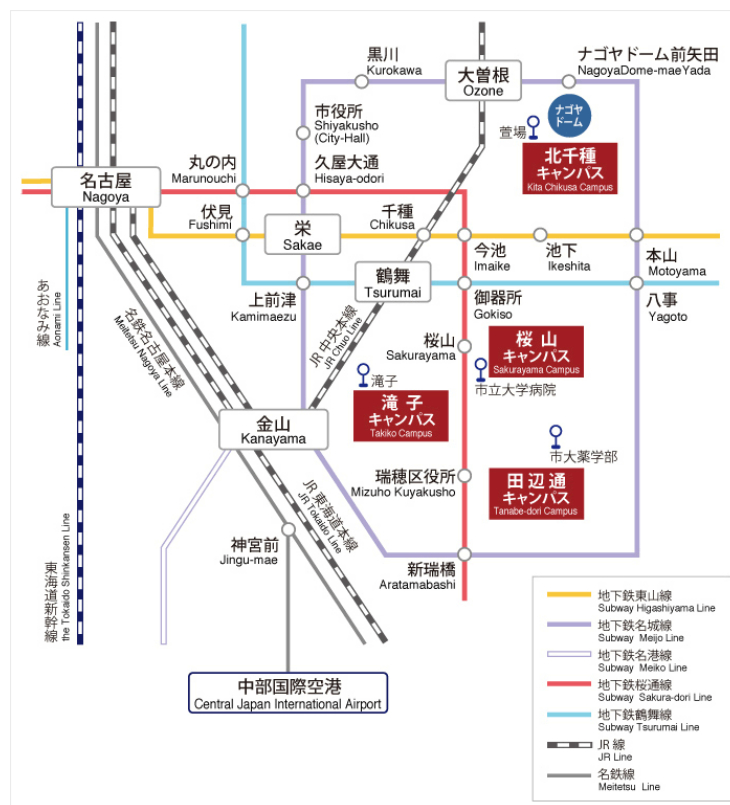 黒川
Kurokawa
大曽根
Ozone
ナゴヤドーム前矢田
NagoyaDome-maeYada
市役所
Shiyakusho
(City-Hall)
ナゴヤ
ドーム
萱場
北千種
キャンパス
Kita Chikusa Campus
丸の内
Marunouchi
久屋大通
Hisaya-odori
名古屋
Nagoya
伏見
Fushimi
栄
Sakae
千種
Chikusa
今池
Imaike
池下
Ikeshita
本山
Motoyama
あおなみ線
Aonami Line
上前津
Kamimaezu
鶴舞
Tsurumai
御器所
Gokiso
八事
Yagoto
名鉄名古屋本線
Meitetsu Nagoya Line
JR 中央本線
JR Chuo Line
桜山
Sakurayama
桜 山
キャンパス
Sakurayama Campus
市立大学病院
滝子
滝 子
キャンパス
Takiko Campus
金山
Kanayama
市大薬学部
瑞穂区役所
Mizuho Kuyakusho
田 辺 通
キャンパス
Tanabe-dori Campus
JR 東海道本線
JR Tokaido Line
神宮前
Jingu-mae
新瑞橋
Aratamabashi
東海道新幹線
the Tokaido Shinkansen Line
中部国際空港
Central Japan International Airport
地下鉄東山線
Subway Higashiyama Line
地下鉄名城線
Subway Meijo Line
地下鉄名港線
Subway Meiko Line
地下鉄桜通線
Subway Sakura-dori Line
地下鉄鶴舞線
Subway Tsurumai Line
JR 線
JR Line
名鉄線
Meitetsu Line